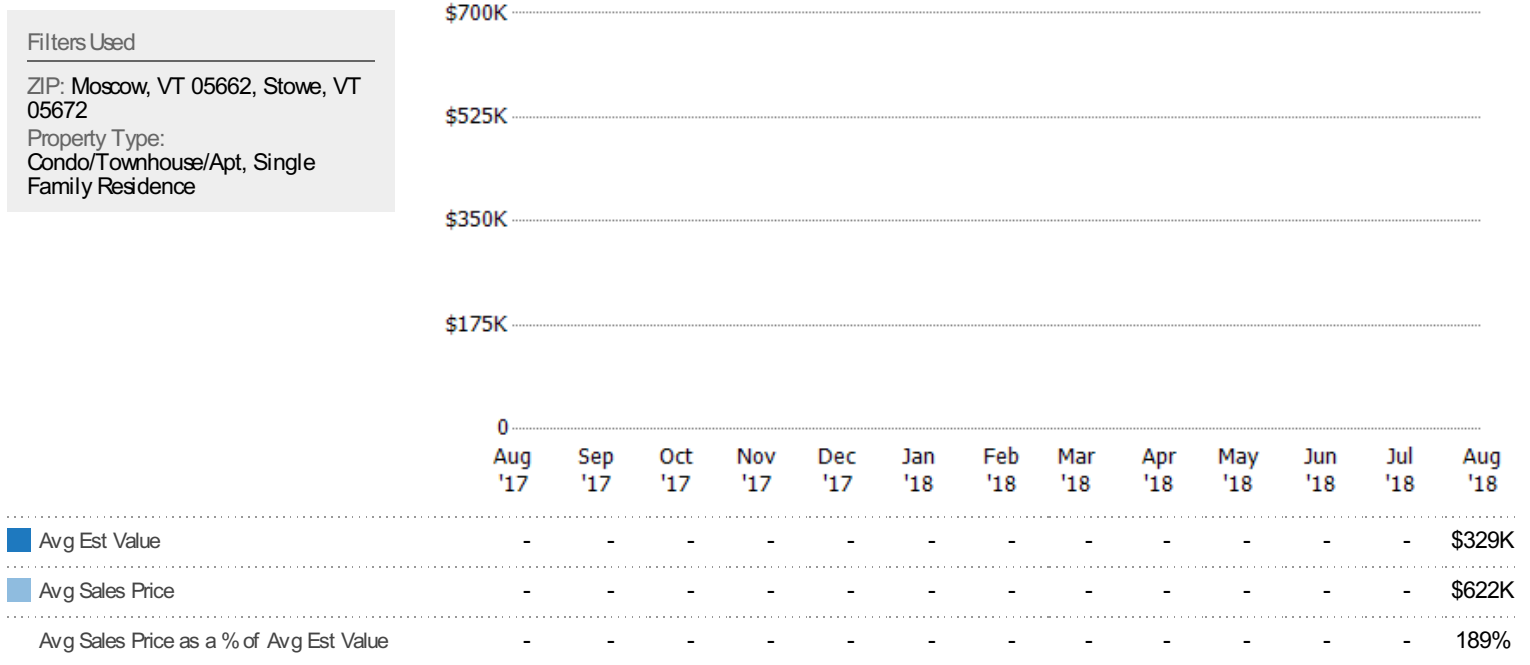 Filters Used
ZIP: Moscow, VT 05662, Stowe, VT
05672
Property Type:
Condo/Townhouse/Apt, Single
Family Residence
$700K
$525K
$350K
$175K
0
Aug Sep Oct Nov Dec Jan Feb Mar Apr May Jun Jul Aug
'17 '17 '17 '17 '17 '18 '18 '18 '18 '18 '18 '18 '18
Avg Est Value - - - - - - - - - - - - $329K
Avg Sales Price - - - - - - - - - - - - $622K
Avg Sales Price as a % of Avg Est Value - - - - - - - - - - - - 189%